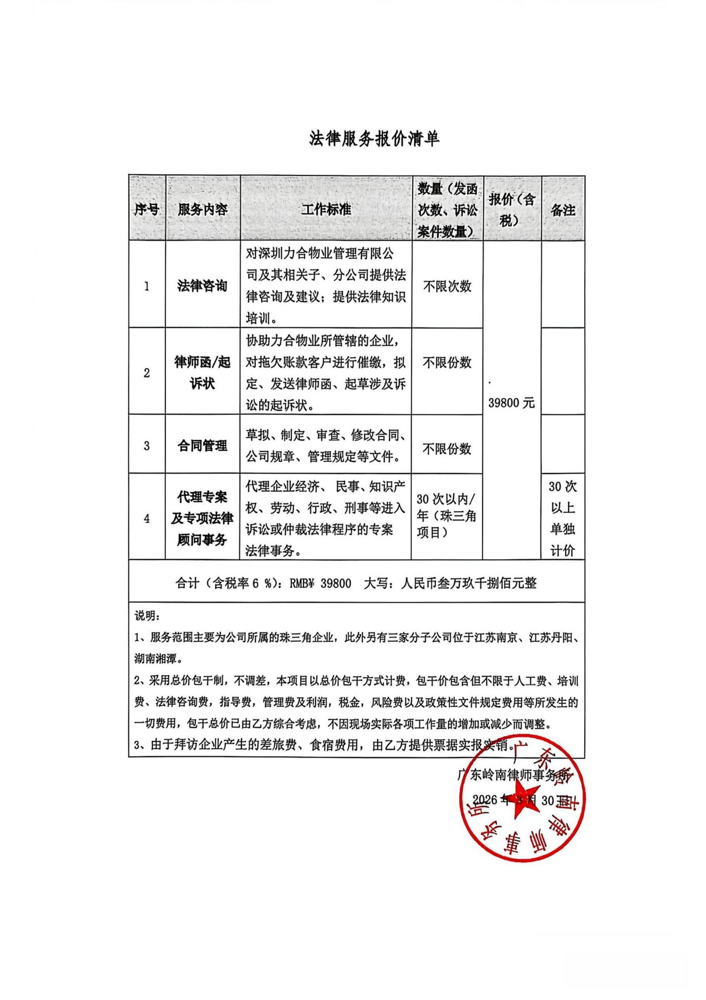 法律服务报价清单
序号
服务内容
工作标准
数量（发函
次数、诉讼
案件数量）
报价（含
税）
备注
1
法律咨询
对深圳力合物业管理有限公
司及其相关子、分公司提供法
律咨询及建议；提供法律知识
培训。
不限次数
2
律师函/起
诉状
协助力合物业所管辖的企业，
对拖欠账款客户进行催缴，拟
定、发送律师函、起草涉及诉
讼的起诉状。
不限份数
39800 元
3
合同管理
草拟、制定、审查、修改合同、
公司规章、管理规定等文件。
不限份数
4
代理专案
及专项法律
顾问事务
代理企业经济、 民事、知识产
权、劳动、行政、刑事等进入
诉讼或仲裁法律程序的专案
法律事务。
30 次以内/
年（珠三角
项目）
30 次
以上
单独
计价
合计（含税率 6 %）：RMB¥ 39800 大写：人民币叁万玖千捌佰元整
说明：
1、服务范围主要为公司所属的珠三角企业，此外另有三家分子公司位于江苏南京、江苏丹阳、
湖南湘潭。
2、采用总价包干制，不调差，本项目以总价包干方式计费，包干价包含但不限于人工费、培训
费、法律咨询费，指导费，管理费及利润，税金，风险费以及政策性文件规定费用等所发生的
一切费用，包干总价已由乙方综合考虑，不因现场实际各项工作量的增加或减少而调整。
3、由于拜访企业产生的差旅费、食宿费用，由乙方提供票据实报实销。
广东岭南律师事务所
2026 年 3 月 30 日
广东岭南律师事务所